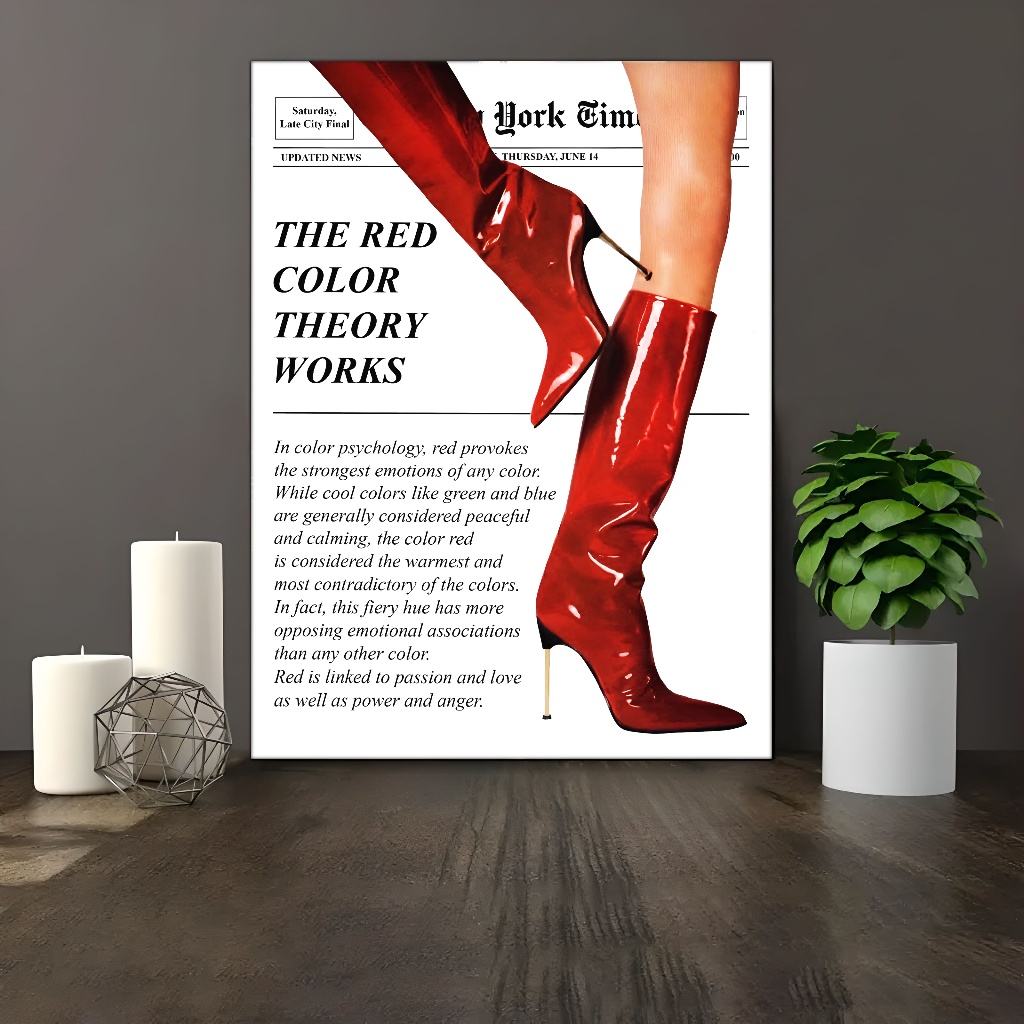 Saturday,
Late City Final
York Tim
on
UPDATED NEWS
THURSDAY, JUNE 14
00
THE RED
COLOR
THEORY
WORKS
In color psychology, red provokes
the strongest emotions of any color.
While cool colors like green and blue
are generally considered peaceful
and calming, the color red
is considered the warmest and
most contradictory of the colors.
In fact, this fiery hue has more
opposing emotional associations
than any other color.
Red is linked to passion and love
as well as power and anger.